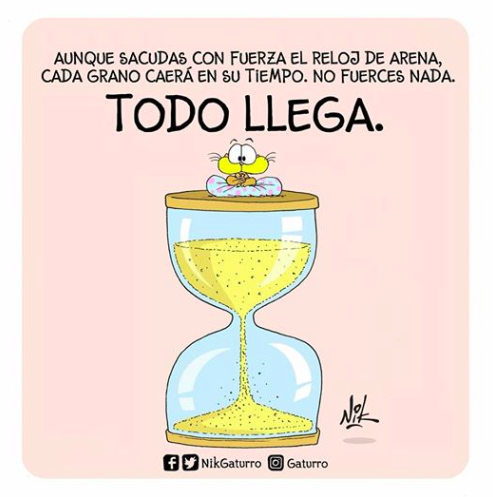 AUNQUE SACUDAS CON FUERZA EL RELOJ DE ARENA,
CADA GRANO CAERÁ EN SU TIEMPO. NO FUERCES NADA.
TODO LLEGA.
Nik
NikGaturro Gaturro